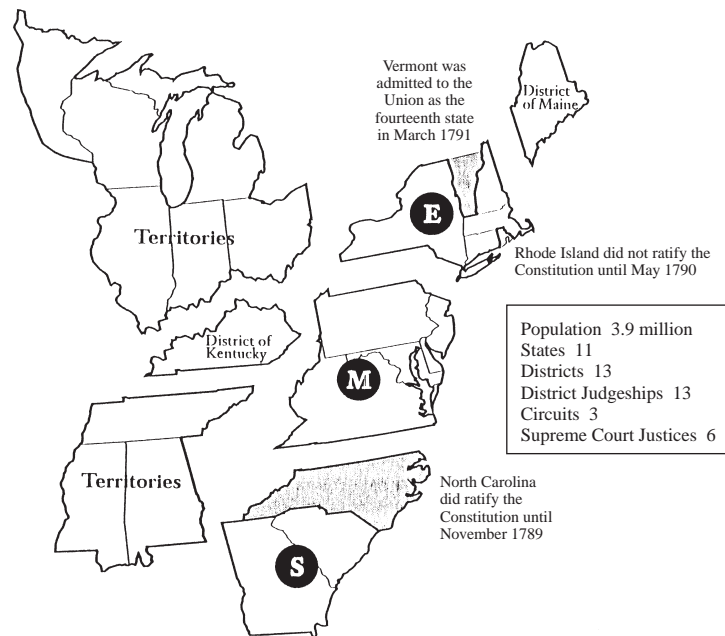 Vermont was
admitted to the
Union as the
fourteenth state
in March 1791
District
of Maine
E
Territories
Rhode Island did not ratify the
Constitution until May 1790
District of
Kentucky
M
Population 3.9 million
States 11
Districts 13
District Judgeships 13
Circuits 3
Supreme Court Justices 6
Territories
North Carolina
did ratify the
Constitution until
November 1789
S